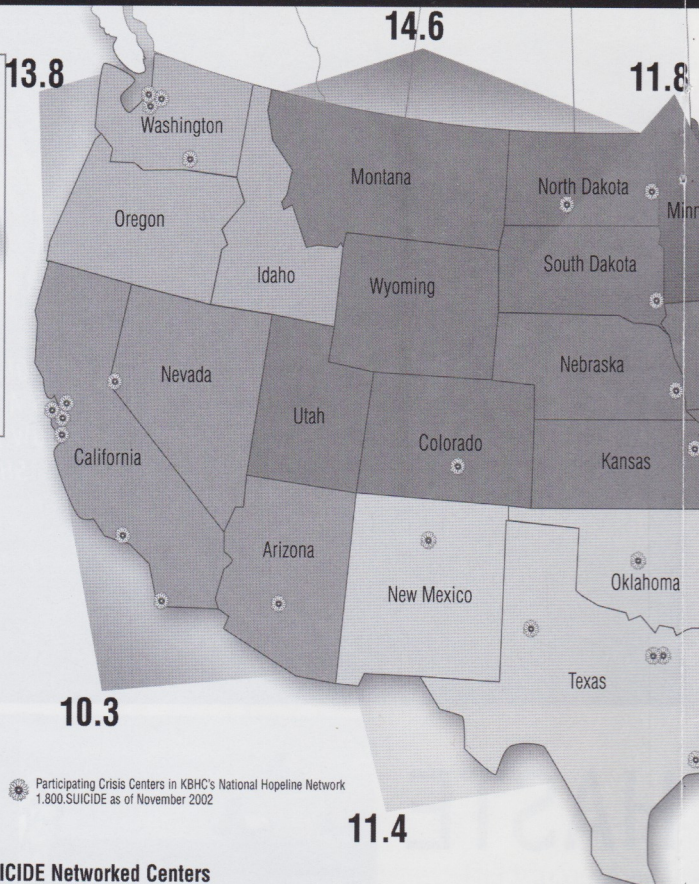 14.6
13.8
11.8
Washington
Montana
North Dakota
Minn
Oregon
South Dakota
Idaho
Wyoming
Nebraska
Nevada
Utah
Colorado
Kansas
California
Arizona
New Mexico
Oklahoma
Texas
10.3
Participating Crisis Centers in KBHC's National Hopeline Network
1.800.SUICIDE as of November 2002
11.4
ICIDE Networked Centers